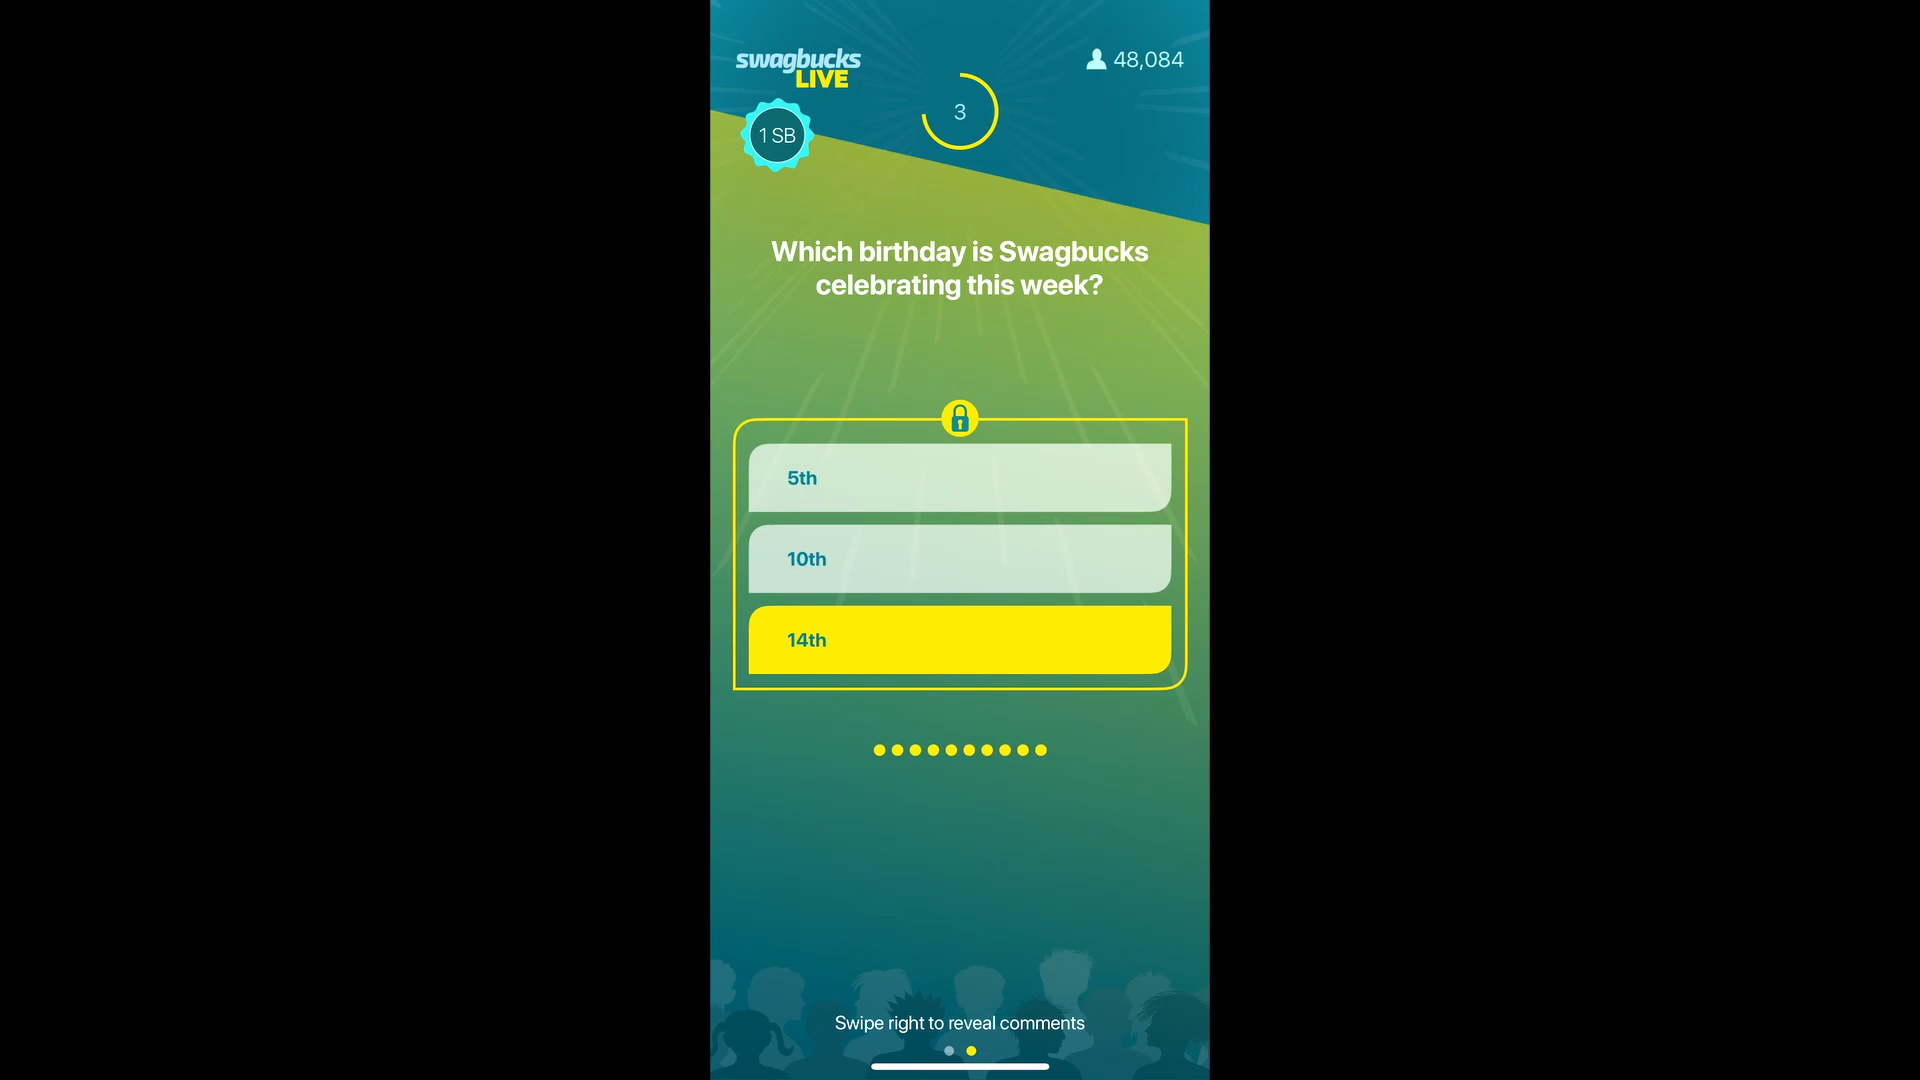 swagbucks
LIVE
48,084
3
1 SB
Which birthday is Swagbucks
celebrating this week?
5th
10th
14th
Swipe right to reveal comments